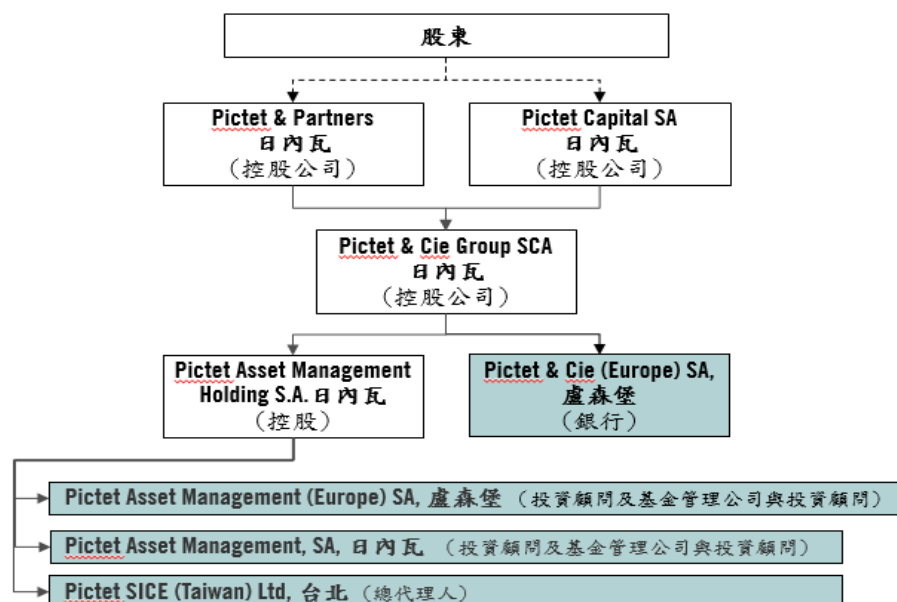 股東
Pictet & Partners
日內瓦
(控股公司)
Pictet Capital SA
日內瓦
(控股公司)
Pictet & Cie Group SCA
日內瓦
(控股公司)
Pictet Asset Management
Holding S.A. 日內瓦
(控股)
Pictet & Cie (Europe) SA,
盧森堡
(銀行)
Pictet Asset Management (Europe) SA, 盧森堡 (投資顧問及基金管理公司與投資顧問)
Pictet Asset Management, SA, 日內瓦 (投資顧問及基金管理公司與投資顧問)
Pictet SICE (Taiwan) Ltd, 台北 (總代理人)